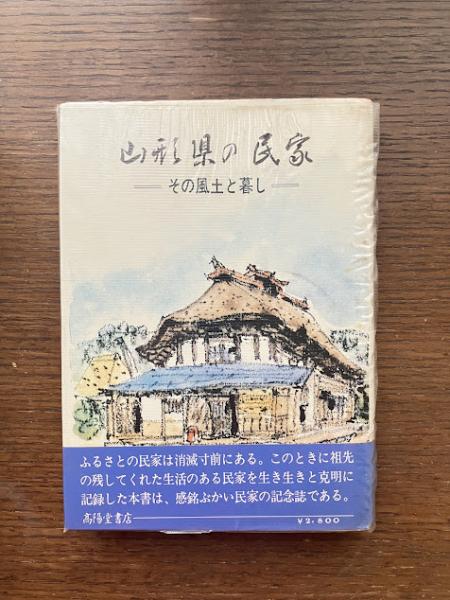 山形県の民家
その風土と暮し
ふるさとの民家は消滅寸前にある。このときに祖先
の残してくれた生活のある民家を生き生きと克明に
記録した本書は、感銘ぶかい民家の記念誌である。
高陽堂書店 ¥2,800